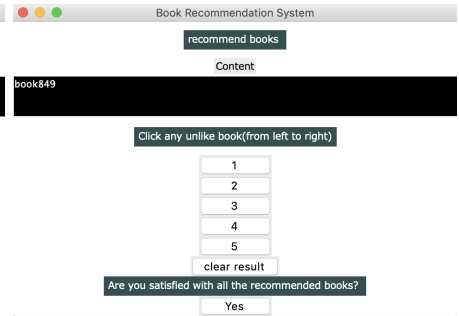 Book Recommendation System
recommend books
Content
book849
Click any unlike book(from left to right)
1
2
3
4
5
clear result
Are you satisfied with all the recommended books?
Yes